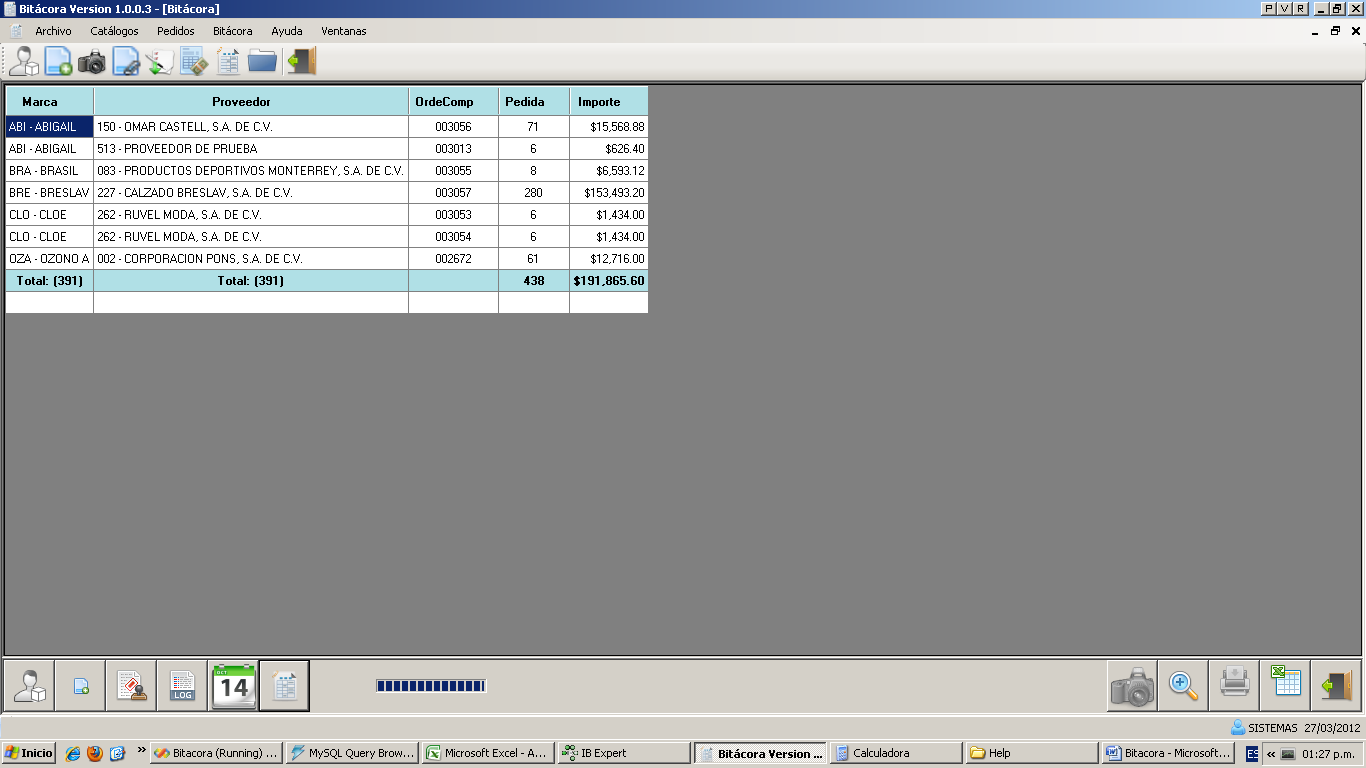 Bitácora Version 1.0.0.3 - [Bitácora]
P V R
Archivo Catálogos Pedidos Bitácora Ayuda Ventanas
Marca Proveedor OrdeComp Pedida Importe
ABI - ABIGAIL 150 - OMAR CASTELL, S.A. DE C.V. 003056 71 $15,568.88
ABI - ABIGAIL 513 - PROVEEDOR DE PRUEBA 003013 6 $626.40
BRA - BRASIL 083 - PRODUCTOS DEPORTIVOS MONTERREY, S.A. DE C.V. 003055 8 $6,593.12
BRE - BRESLAV 227 - CALZADO BRESLAV, S.A. DE C.V. 003057 280 $153,493.20
CLO - CLOE 262 - RUVEL MODA, S.A. DE C.V. 003053 6 $1,434.00
CLO - CLOE 262 - RUVEL MODA, S.A. DE C.V. 003054 6 $1,434.00
OZA - OZONO A 002 - CORPORACION PONS, S.A. DE C.V. 002672 61 $12,716.00
Total: (391) Total: (391) 438 $191,865.60
LOG
OCT
14
SISTEMAS 27/03/2012
Inicio » Bitacora (Running) ... MySQL Query Brow... Microsoft Excel - A... IB Expert Bitácora Version ... Calculadora Help Bitacora - Microsoft... ES « 01:27 p.m.